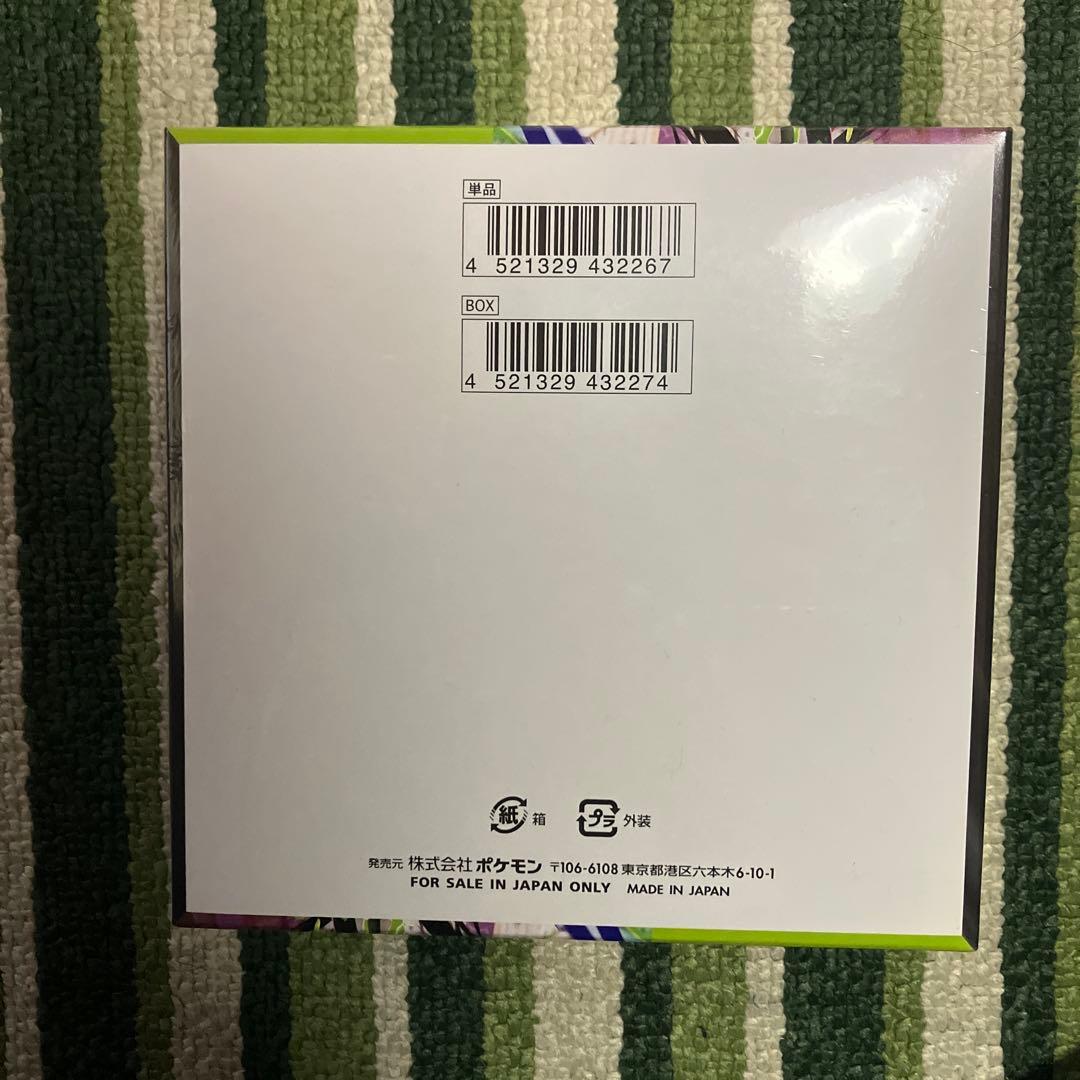 単品
4 521329 432267
BOX
4 521329 432274
紙 箱 プラ 外装
発売元 株式会社ポケモン 〒106-6108 東京都港区六本木6-10-1
FOR SALE IN JAPAN ONLY MADE IN JAPAN